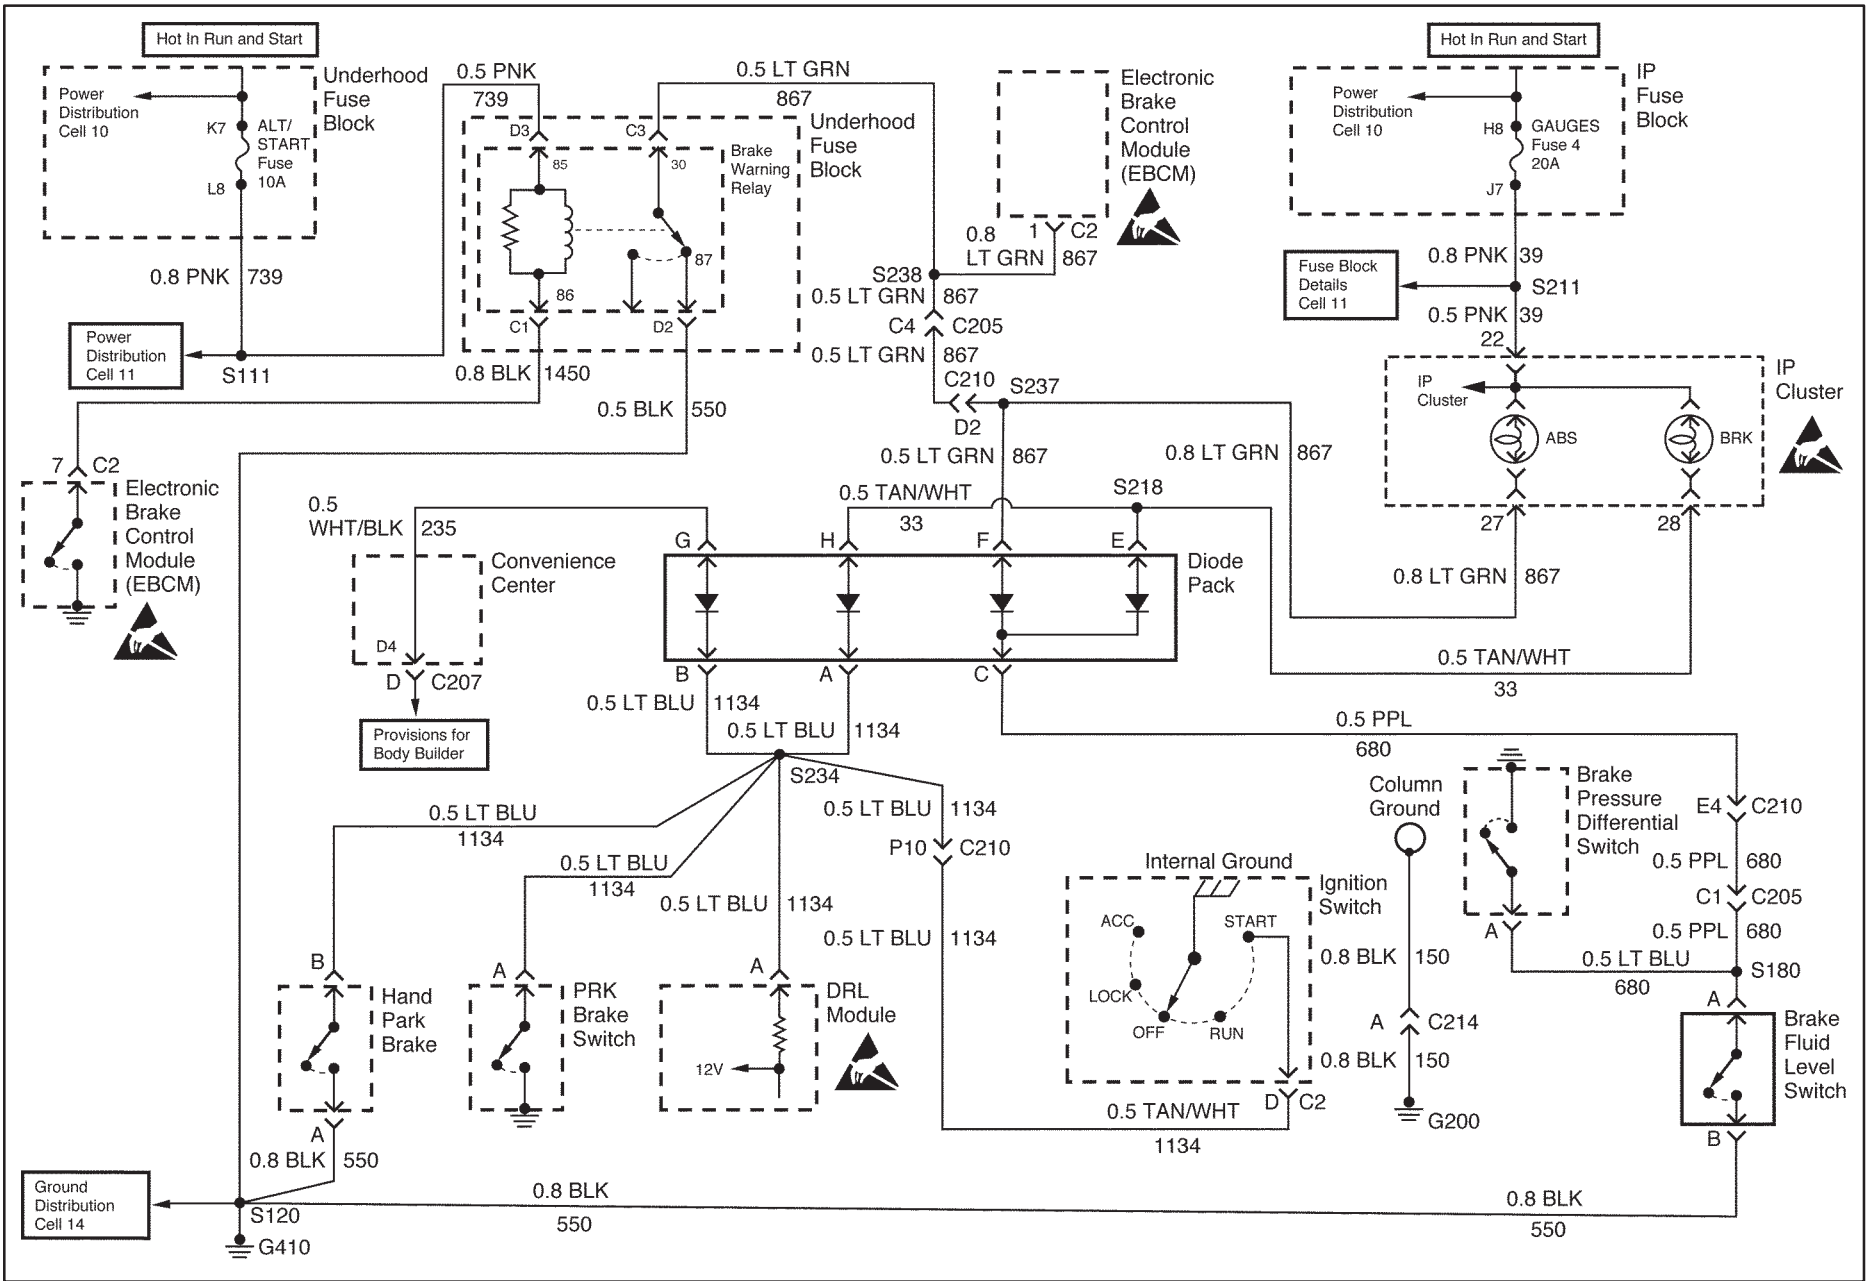 Hot In Run and Start
Underhood
Fuse
Block
Power
Distribution
Cell 10
K7
ALT/
START
Fuse
10A
L8
0.8 PNK 739
Power
Distribution
Cell 11
S111
0.5 PNK
739
0.5 LT GRN
867
D3
C3
Underhood
Fuse
Block
85
30
Brake
Warning
Relay
87
86
C1
D2
0.8 BLK 1450
0.5 BLK 550
Electronic
Brake
Control
Module
(EBCM)
1 C2
0.8
LT GRN 867
S238
0.5 LT GRN 867
C4 C205
0.5 LT GRN 867
C210
D2
S237
0.5 LT GRN 867
0.8 LT GRN 867
Hot In Run and Start
IP
Fuse
Block
Power
Distribution
Cell 10
H8
GAUGES
Fuse 4
20A
J7
0.8 PNK 39
Fuse Block
Details
Cell 11
S211
0.5 PNK 39
22
IP
Cluster
IP
Cluster
ABS
BRK
27
28
0.8 LT GRN 867
0.5 TAN/WHT
33
7 C2
Electronic
Brake
Control
Module
(EBCM)
0.5
WHT/BLK 235
Convenience
Center
D4
D C207
Provisions for
Body Builder
0.5 TAN/WHT
33
S218
G
H
F
E
Diode
Pack
B
A
C
0.5 LT BLU 1134
0.5 LT BLU 1134
S234
0.5 PPL
680
0.5 LT BLU
1134
0.5 LT BLU
1134
0.5 LT BLU 1134
0.5 LT BLU 1134
P10 C210
0.5 LT BLU 1134
B
Hand
Park
Brake
A
0.8 BLK 550
A
PRK
Brake
Switch
A
DRL
Module
12V
Internal Ground
Ignition
Switch
ACC
START
LOCK
OFF
RUN
D C2
0.5 TAN/WHT
1134
Column
Ground
0.8 BLK 150
A C214
0.8 BLK 150
G200
Brake
Pressure
Differential
Switch
A
0.5 LT BLU
680
E4 C210
0.5 PPL 680
C1 C205
0.5 PPL 680
S180
A
Brake
Fluid
Level
Switch
B
Ground
Distribution
Cell 14
S120
G410
0.8 BLK
550
0.8 BLK
550